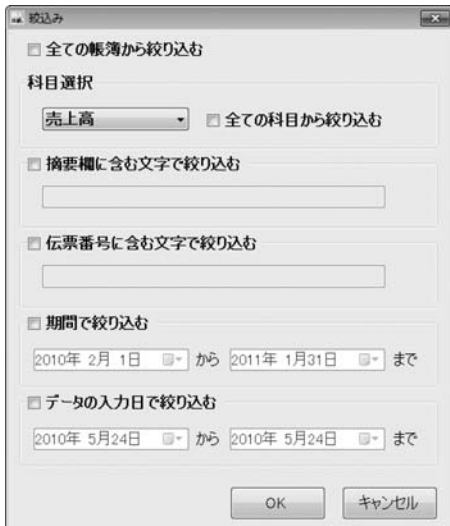 絞込み
全ての帳簿から絞り込む
科目選択
売上高 全ての科目から絞り込む
摘要欄に含む文字で絞り込む
伝票番号に含む文字で絞り込む
期間で絞り込む
2010年 2月 1日 から 2011年 1月31日 まで
データの入力日で絞り込む
2010年 5月24日 から 2010年 5月24日 まで
OK キャンセル